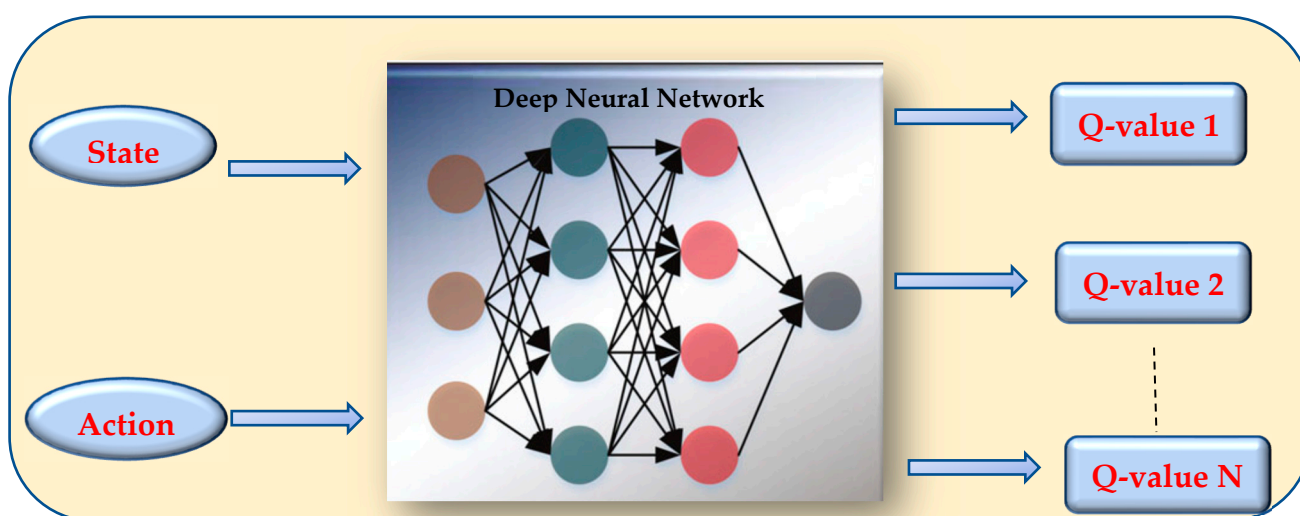 Deep Neural Network
State
Action
Q-value 1
Q-value 2
Q-value N